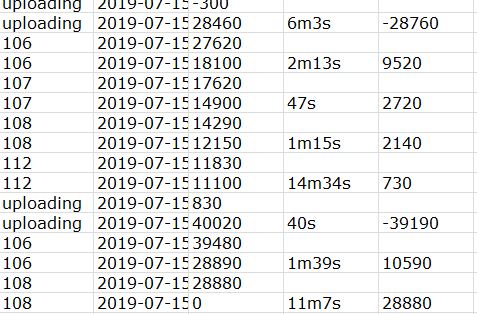 uploading 2019-07-15 -300
uploading 2019-07-15 28460 6m3s -28760
106 2019-07-15 27620
106 2019-07-15 18100 2m13s 9520
107 2019-07-15 17620
107 2019-07-15 14900 47s 2720
108 2019-07-15 14290
108 2019-07-15 12150 1m15s 2140
112 2019-07-15 11830
112 2019-07-15 11100 14m34s 730
uploading 2019-07-15 830
uploading 2019-07-15 40020 40s -39190
106 2019-07-15 39480
106 2019-07-15 28890 1m39s 10590
108 2019-07-15 28880
108 2019-07-15 0 11m7s 28880